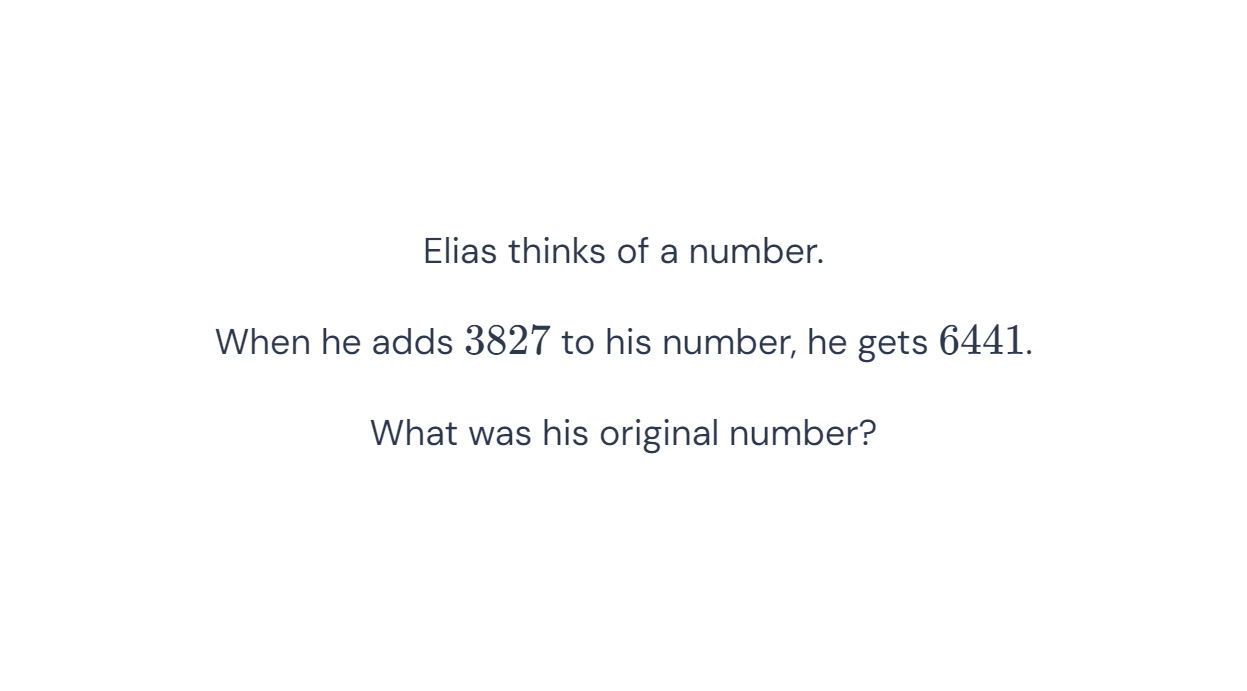 Elias thinks of a number.
When he adds 3827 to his number, he gets 6441.
What was his original number?